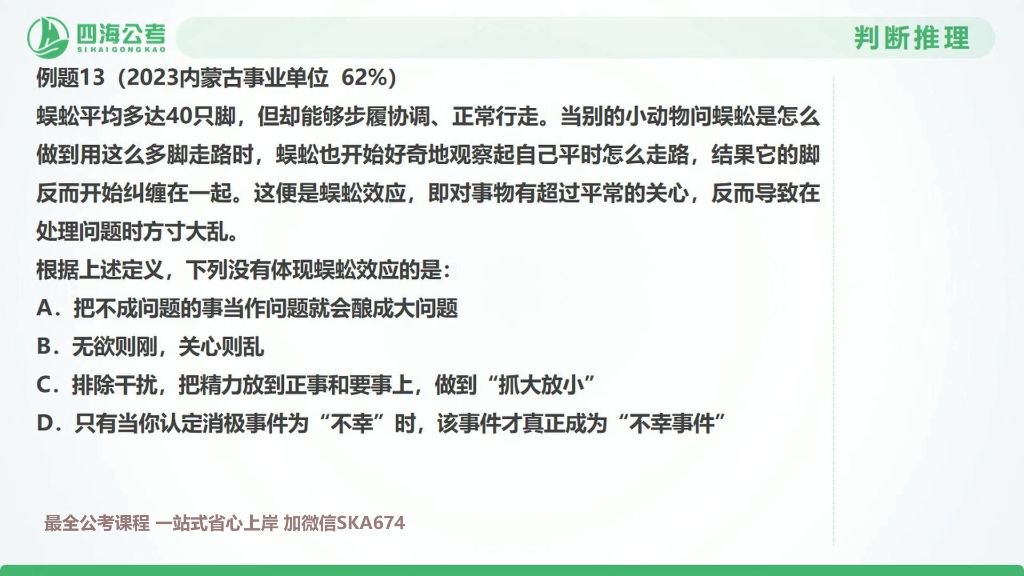 四海公考
SIHAIGONGKAO
判断推理
例题13（2023内蒙古事业单位 62%）
蜈蚣平均多达40只脚，但却能够步履协调、正常行走。当别的小动物问蜈蚣是怎么
做到用这么多脚走路时，蜈蚣也开始好奇地观察起自己平时怎么走路，结果它的脚
反而开始纠缠在一起。这便是蜈蚣效应，即对事物有超过平常的关心，反而导致在
处理问题时方寸大乱。
根据上述定义，下列没有体现蜈蚣效应的是：
A．把不成问题的事当作问题就会酿成大问题
B．无欲则刚，关心则乱
C．排除干扰，把精力放到正事和要事上，做到“抓大放小”
D．只有当你认定消极事件为“不幸”时，该事件才真正成为“不幸事件”
最全公考课程 一站式省心上岸 加微信SKA674